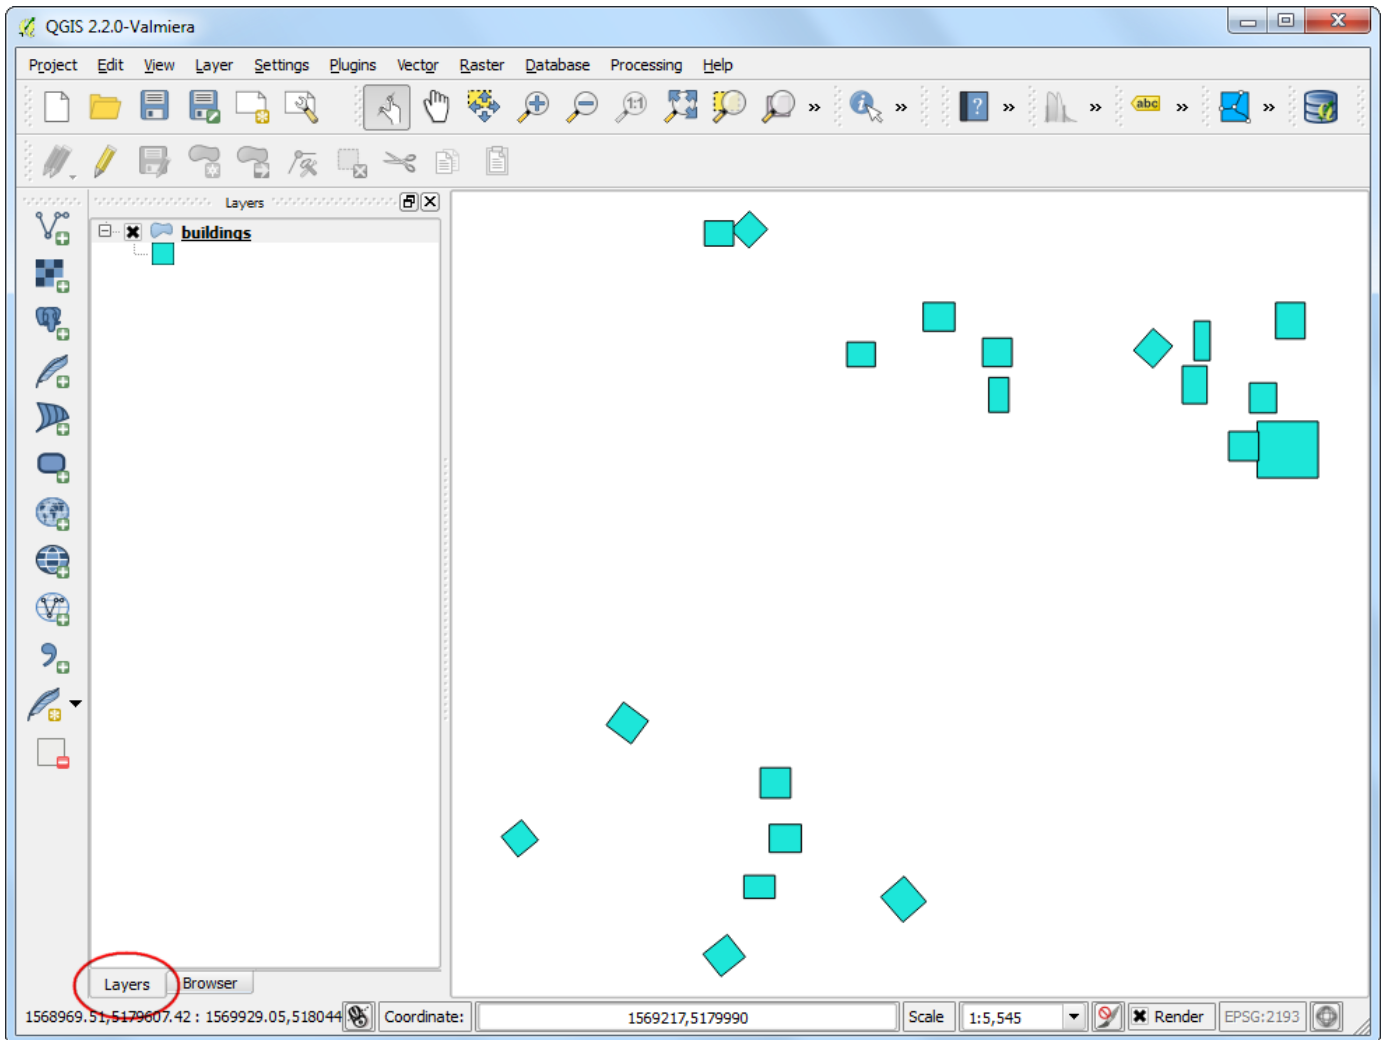 QGIS 2.2.0-Valmiera
Project Edit View Layer Settings Plugins Vector Raster Database Processing Help
1:1 » » ? » » abc » »
Layers
buildings
Layers Browser
1568969.51,5179607.42 : 1569929.05,518044 Coordinate: 1569217,5179990 Scale 1:5,545 Render EPSG:2193